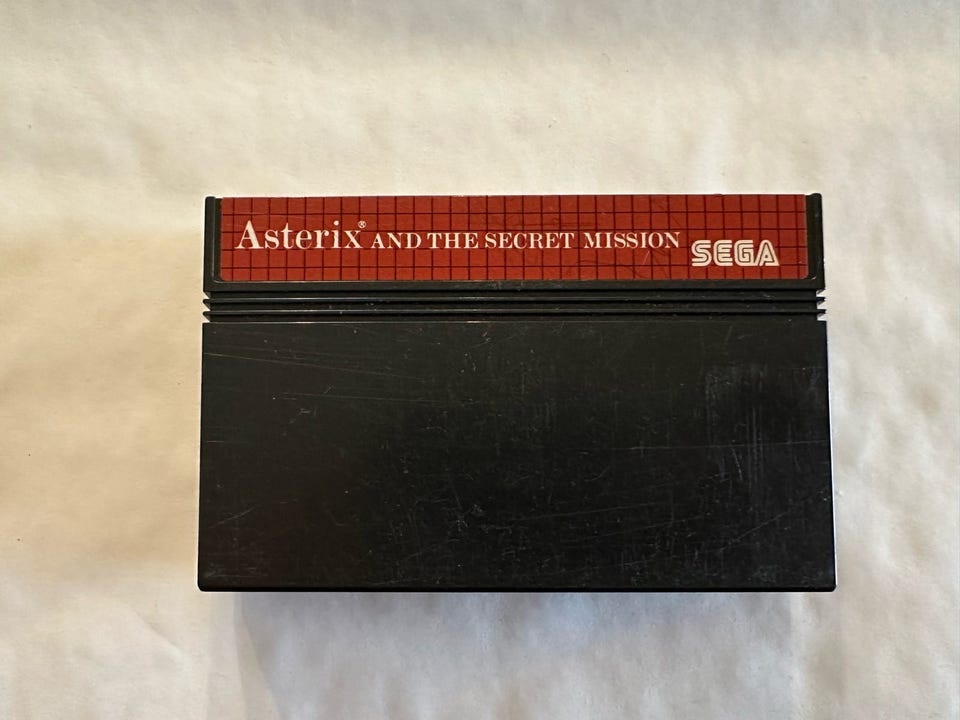 Asterix® AND THE SECRET MISSION
SEGA